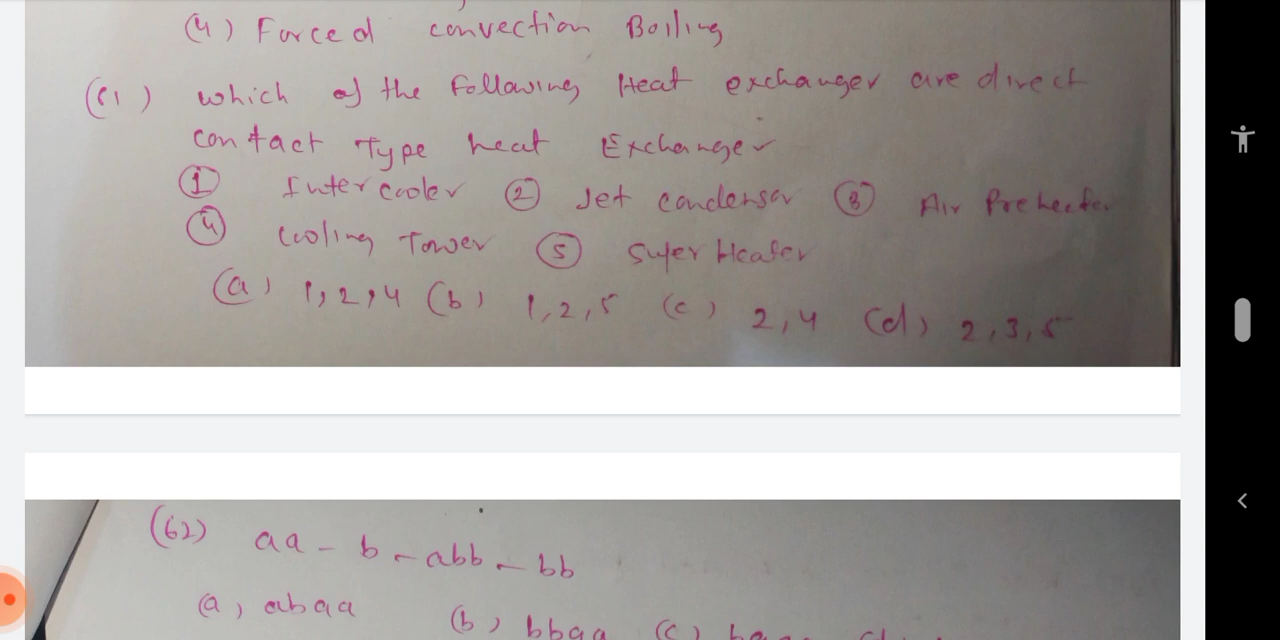 (4) Forced convection Boiling
(61) which of the following Heat exchanger are direct
contact Type heat Exchanger
① Inter cooler ② Jet condensor ③ Air Preheater
④ Cooling Tower ⑤ Super Heater
(a) 1,2,4 (b) 1,2,5 (c) 2,4 (d) 2,3,5
(62) aa - b - abb - bb
(a) abaa (b) bbaa (c)